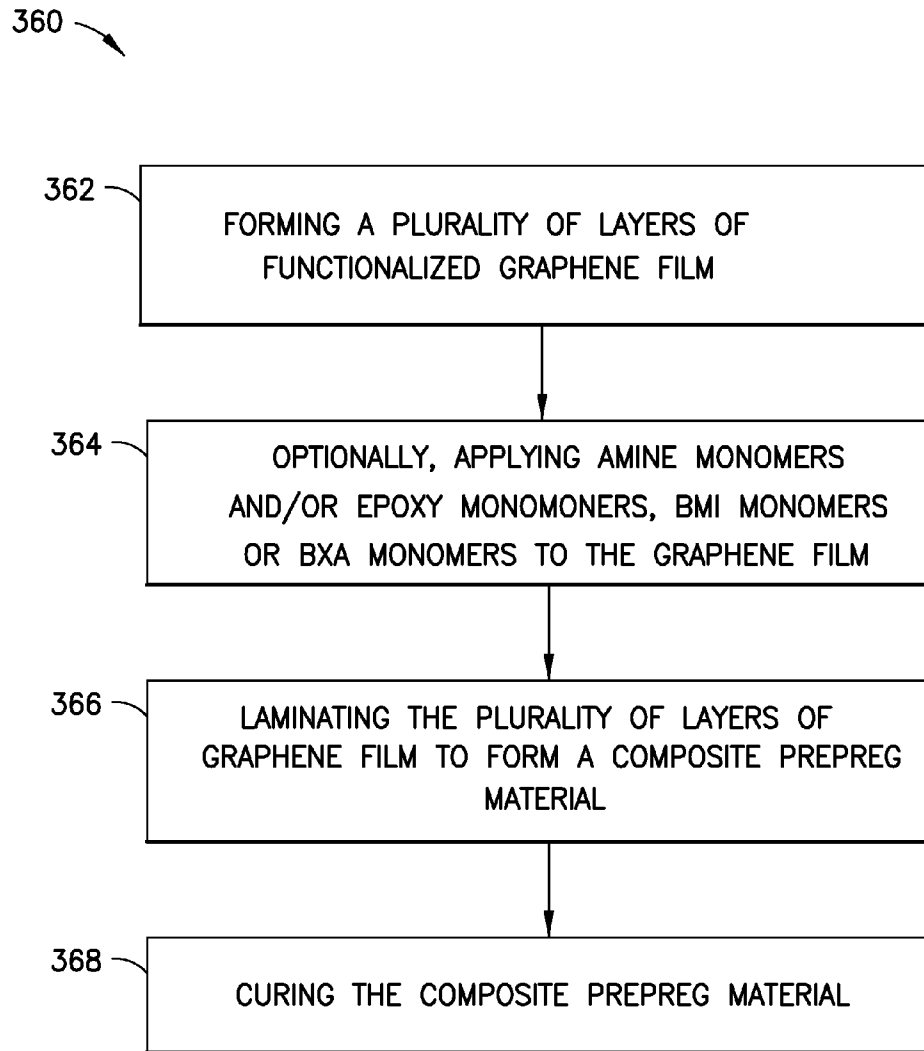 360
362
FORMING A PLURALITY OF LAYERS OF
FUNCTIONALIZED GRAPHENE FILM
364
OPTIONALLY, APPLYING AMINE MONOMERS
AND/OR EPOXY MONOMONERS, BMI MONOMERS
OR BXA MONOMERS TO THE GRAPHENE FILM
366
LAMINATING THE PLURALITY OF LAYERS OF
GRAPHENE FILM TO FORM A COMPOSITE PREPREG
MATERIAL
368
CURING THE COMPOSITE PREPREG MATERIAL